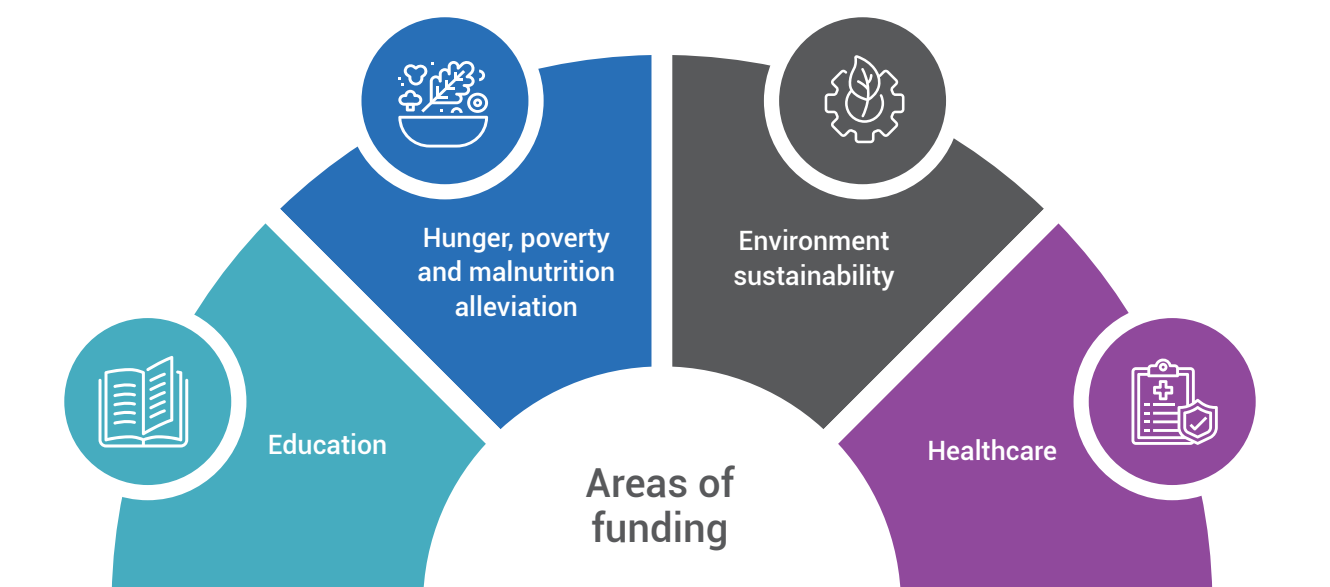 Hunger, poverty
and malnutrition
alleviation
Environment
sustainability
Education
Healthcare
Areas of
funding